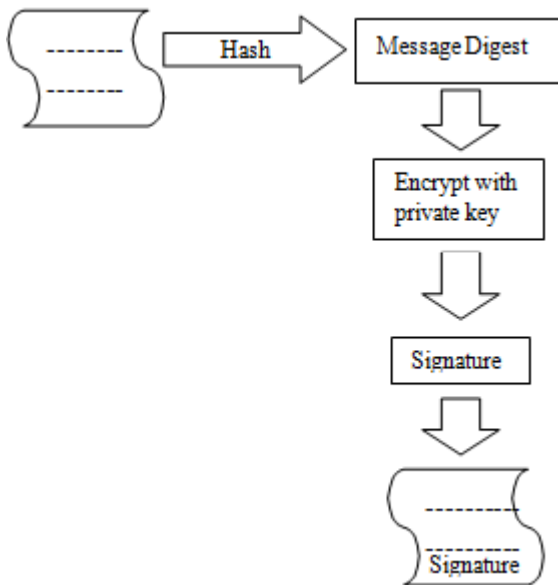 Hash
Message Digest
Encrypt with
private key
Signature
Signature